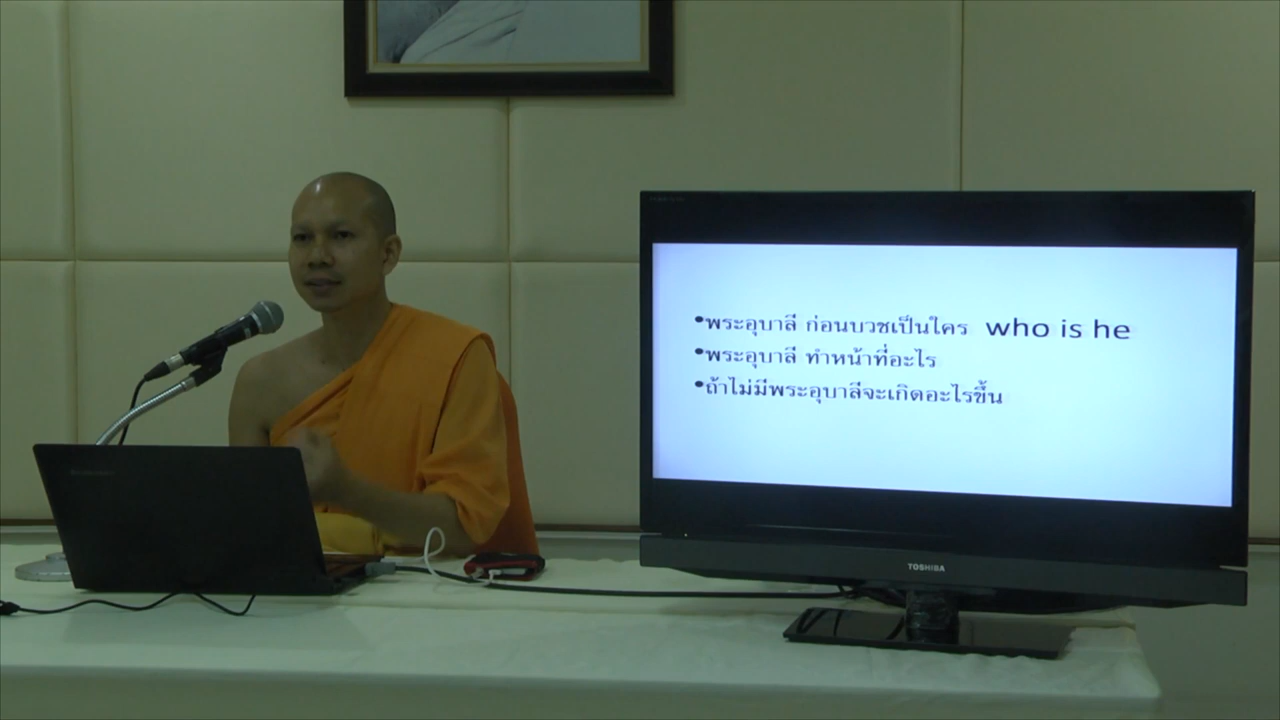 •พระอุบาลี ก่อนบวชเป็นใคร who is he
•พระอุบาลี ทำหน้าที่อะไร
•ถ้าไม่มีพระอุบาลีจะเกิดอะไรขึ้น
TOSHIBA